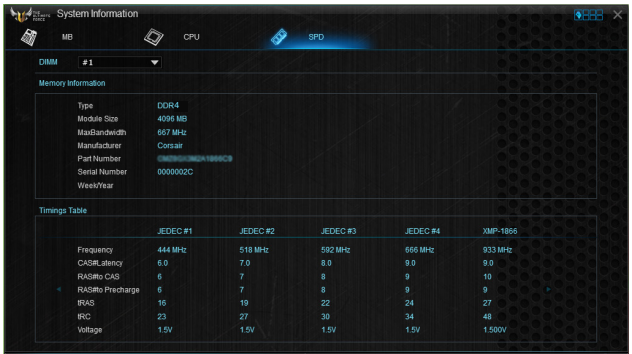 THE ULTIMATE FORCE
System Information
MB CPU SPD
DIMM #1
Memory Information
Type DDR4
Module Size 4096 MB
MaxBandwidth 667 MHz
Manufacturer Corsair
Part Number
Serial Number 0000002C
Week/Year
Timings Table
JEDEC #1 JEDEC #2 JEDEC #3 JEDEC #4 XMP-1866
Frequency 444 MHz 518 MHz 592 MHz 666 MHz 933 MHz
CAS#Latency 6.0 7.0 8.0 9.0 9.0
RAS#to CAS 6 7 8 9 10
RAS#to Precharge 6 7 8 9 9
tRAS 16 19 22 24 27
tRC 23 27 30 34 48
Voltage 1.5V 1.5V 1.5V 1.5V 1.500V